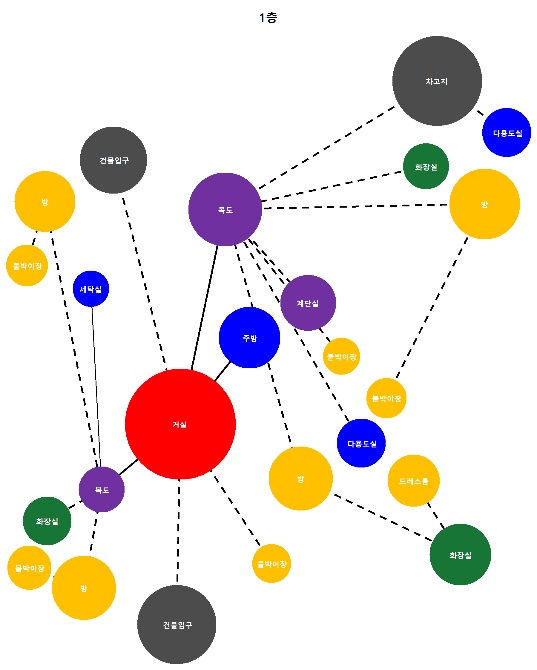 1층
차고지
다용도실
건물입구
화장실
방
방
복도
붙박이장
세탁실
계단실
주방
붙박이장
붙박이장
거실
다용도실
방
드레스룸
복도
화장실
화장실
붙박이장
붙박이장
방
건물입구